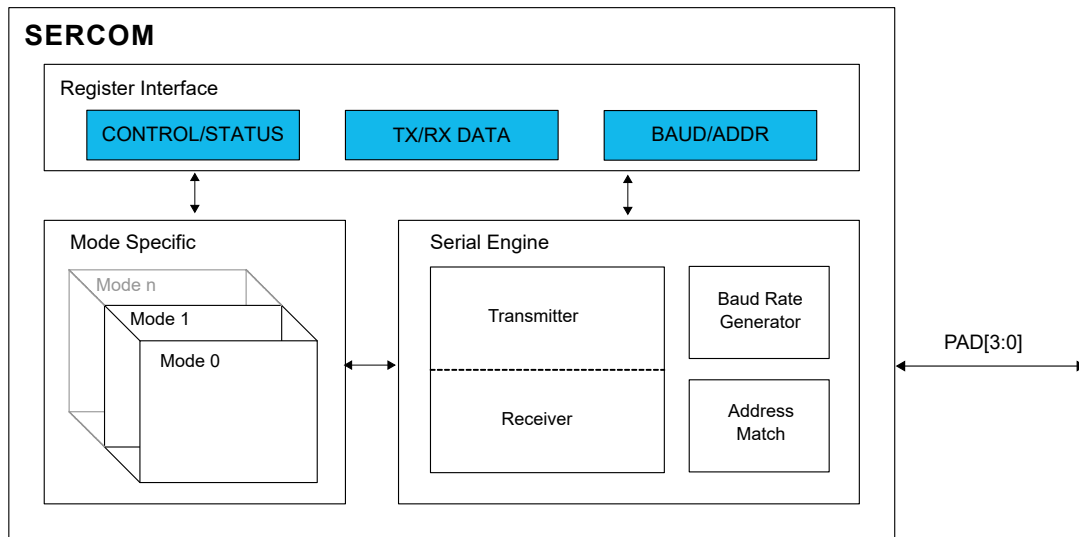 SERCOM
Register Interface
CONTROL/STATUS
TX/RX DATA
BAUD/ADDR
Mode Specific
Mode n
Mode 1
Mode 0
Serial Engine
Transmitter
Receiver
Baud Rate
Generator
Address
Match
PAD[3:0]